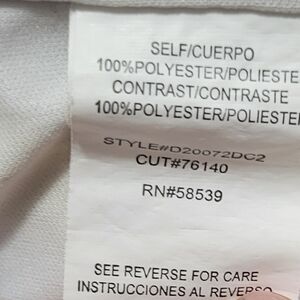 SELF/CUERPO
100%POLYESTER/POLIESTE
CONTRAST/CONTRASTE
100%POLYESTER/POLIESTER
STYLE#D20072DC2
CUT#76140
RN#58539
SEE REVERSE FOR CARE
INSTRUCCIONES AL REVERSO